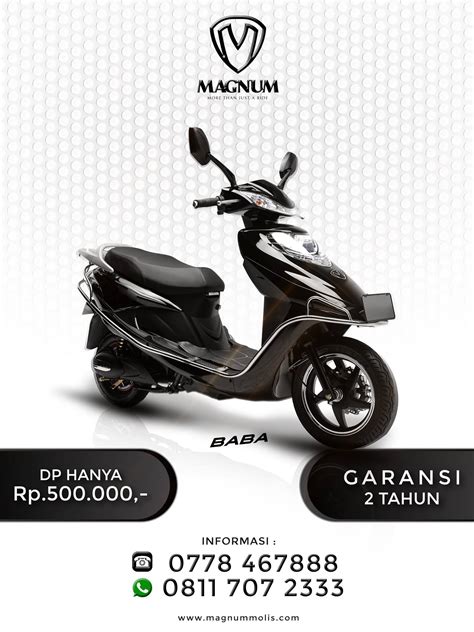 MAGNUM
MORE THAN JUST A RIDE
BABA
DP HANYA
Rp.500.000,-
GARANSI
2 TAHUN
INFORMASI :
0778 467888
0811 707 2333
www.magnummolis.com